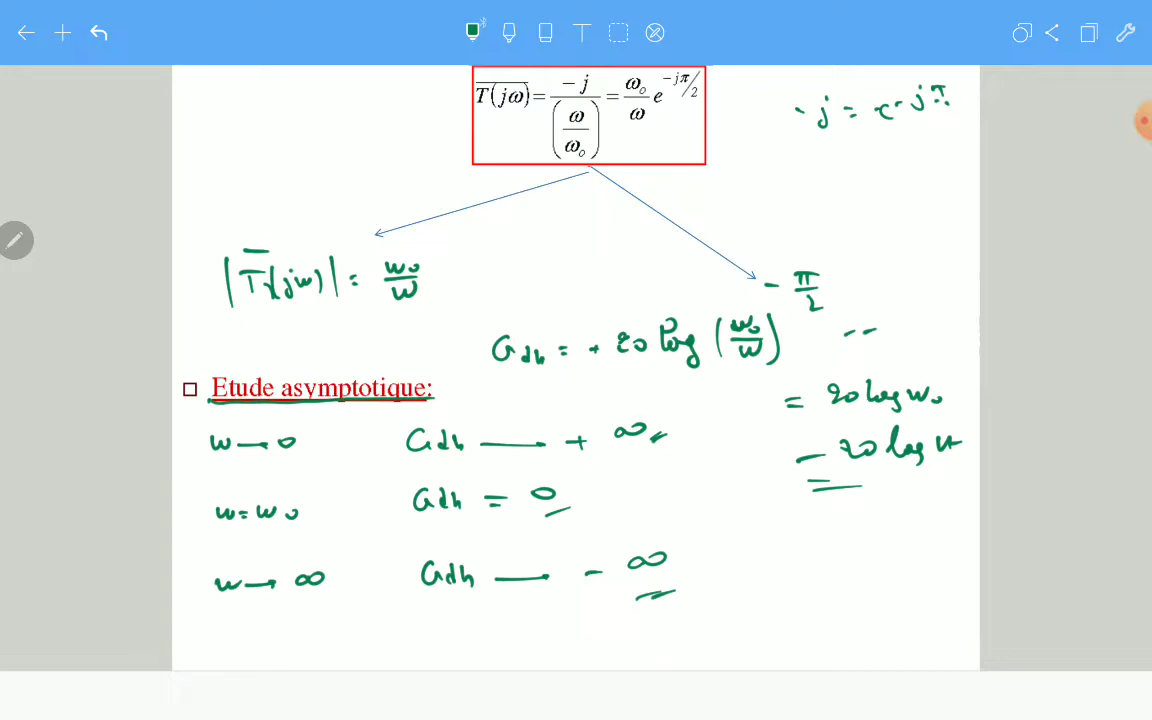 T(jω) = -j / (ω/ω₀) = ω₀/ω e^{-jπ/2}
- j = e^{-jπ}
|T(jω)| = ω₀/ω
- π/2
GdB = + 20 log (ω₀/ω)
= 20 log ω₀
- 20 log ω
Etude asymptotique:
ω → 0 GdB → + ∞
ω = ω₀ GdB = 0
ω → ∞ GdB → - ∞